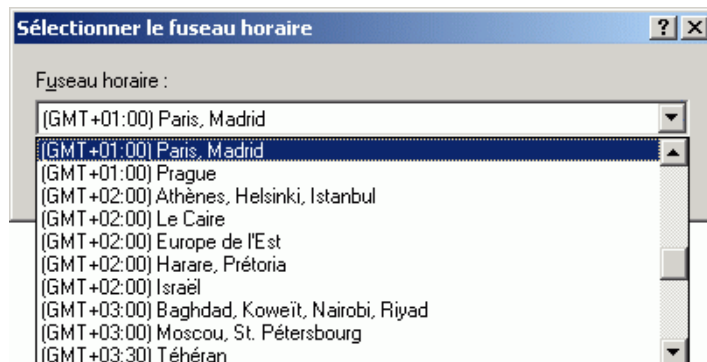 Sélectionner le fuseau horaire
Fuseau horaire :
(GMT+01:00) Paris, Madrid
(GMT+01:00) Paris, Madrid
(GMT+01:00) Prague
(GMT+02:00) Athènes, Helsinki, Istanbul
(GMT+02:00) Le Caire
(GMT+02:00) Europe de l'Est
(GMT+02:00) Harare, Prétoria
(GMT+02:00) Israël
(GMT+03:00) Baghdad, Koweït, Nairobi, Riyad
(GMT+03:00) Moscou, St. Pétersbourg
(GMT+03:30) Téhéran